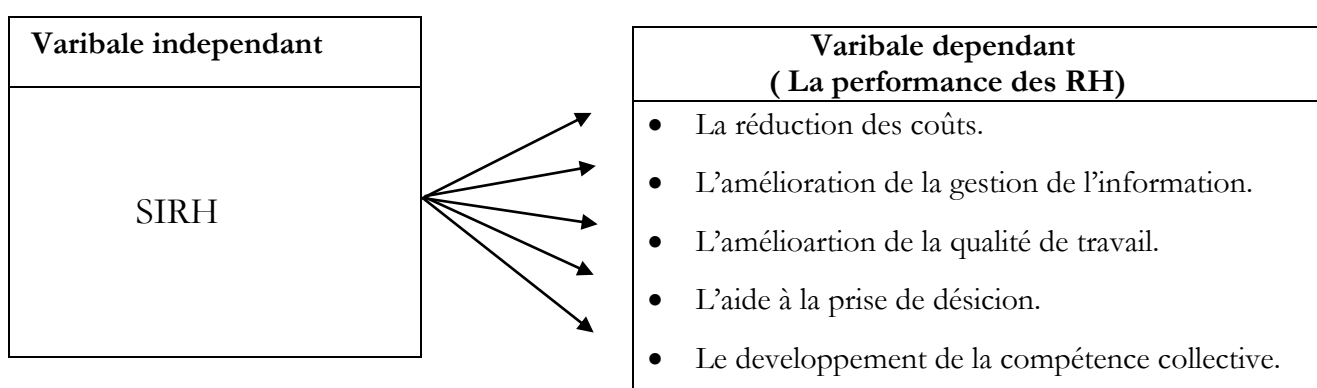 Varibale independant
SIRH
Varibale dependant
( La performance des RH)
• La réduction des coûts.
• L’amélioration de la gestion de l’information.
• L’amélioartion de la qualité de travail.
• L’aide à la prise de désicion.
• Le developpement de la compétence collective.